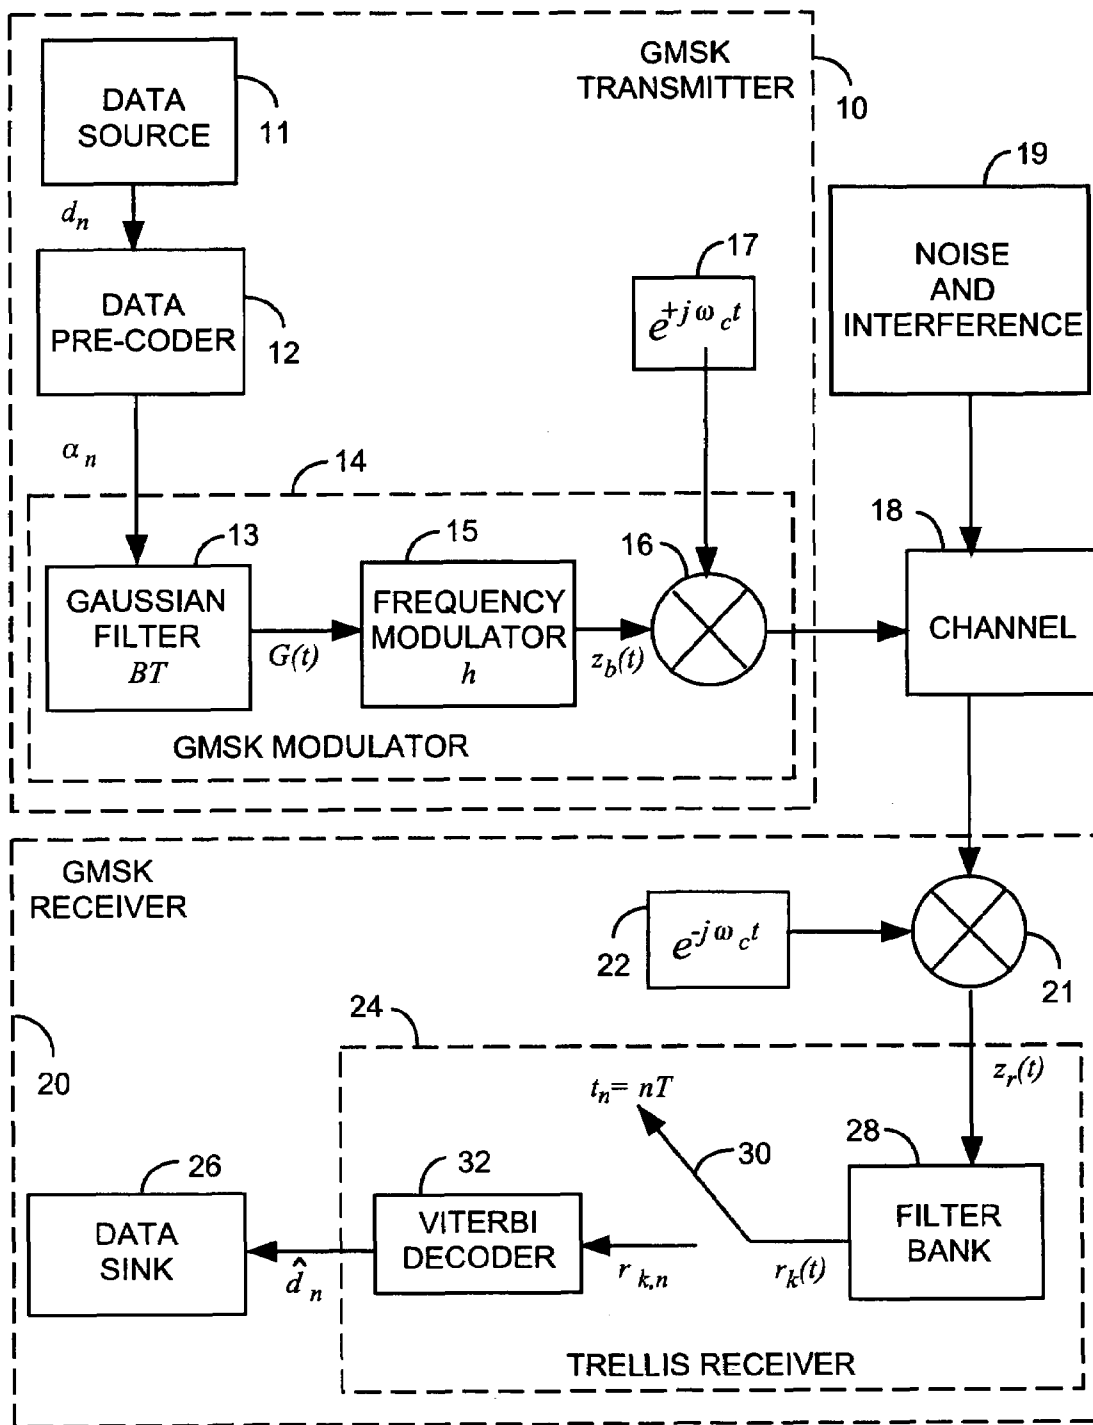 GMSK
TRANSMITTER
10
DATA
SOURCE
11
d_n
DATA
PRE-CODER
12
α_n
17
e^{+jω_c t}
19
NOISE
AND
INTERFERENCE
14
13
GAUSSIAN
FILTER
BT
G(t)
15
FREQUENCY
MODULATOR
h
z_b(t)
16
18
CHANNEL
GMSK MODULATOR
GMSK
RECEIVER
22
e^{-jω_c t}
21
20
24
z_r(t)
t_n = nT
30
28
FILTER
BANK
r_k(t)
r_{k,n}
32
VITERBI
DECODER
d̂_n
26
DATA
SINK
TRELLIS RECEIVER